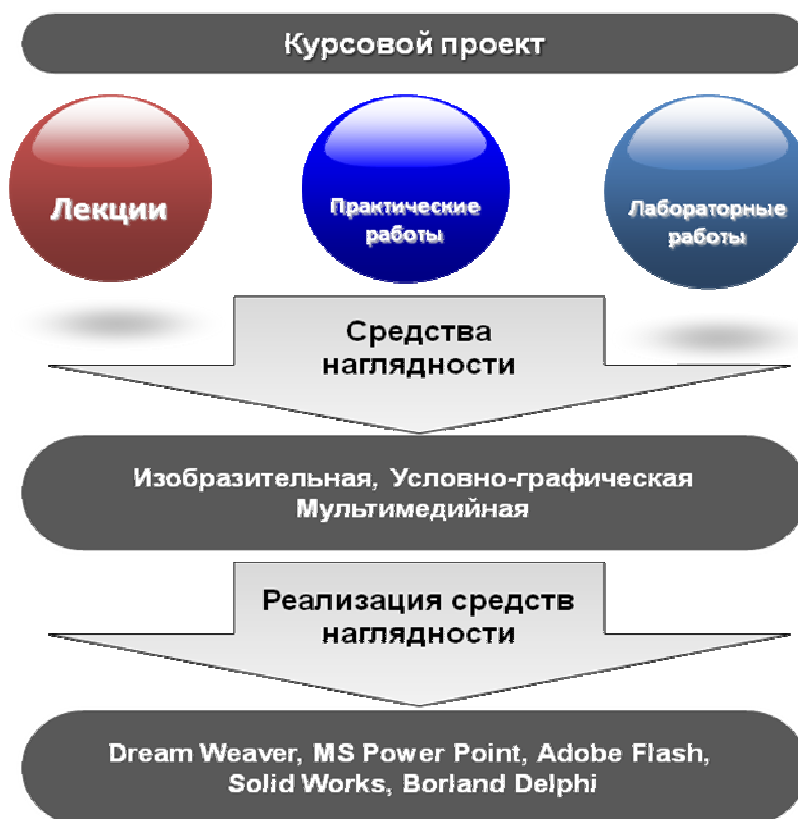 Курсовой проект
Лекции
Практические
работы
Лабораторные
работы
Средства
наглядности
Изобразительная, Условно-графическая
Мультимедийная
Реализация средств
наглядности
Dream Weaver, MS Power Point, Adobe Flash,
Solid Works, Borland Delphi